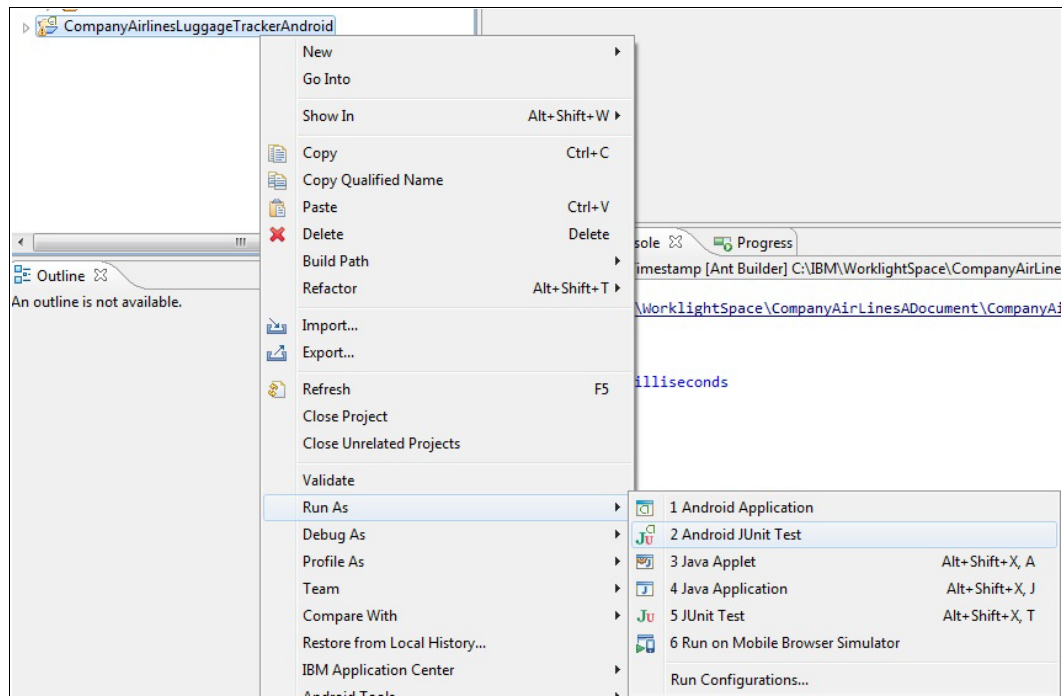 CompanyAirlinesLuggageTrackerAndroid
New
Go Into
Show In Alt+Shift+W
Copy Ctrl+C
Copy Qualified Name
Paste Ctrl+V
Delete Delete
Build Path
Refactor Alt+Shift+T
Import...
Export...
Refresh F5
Close Project
Close Unrelated Projects
Validate
Run As
Debug As
Profile As
Team
Compare With
Restore from Local History...
IBM Application Center
Android Tools
Outline
An outline is not available.
sole Progress
imestamp [Ant Builder] C:\IBM\WorklightSpace\CompanyAirLine
\WorklightSpace\CompanyAirLinesADocument\CompanyAi
illiseconds
1 Android Application
2 Android JUnit Test
3 Java Applet Alt+Shift+X, A
4 Java Application Alt+Shift+X, J
5 JUnit Test Alt+Shift+X, T
6 Run on Mobile Browser Simulator
Run Configurations...